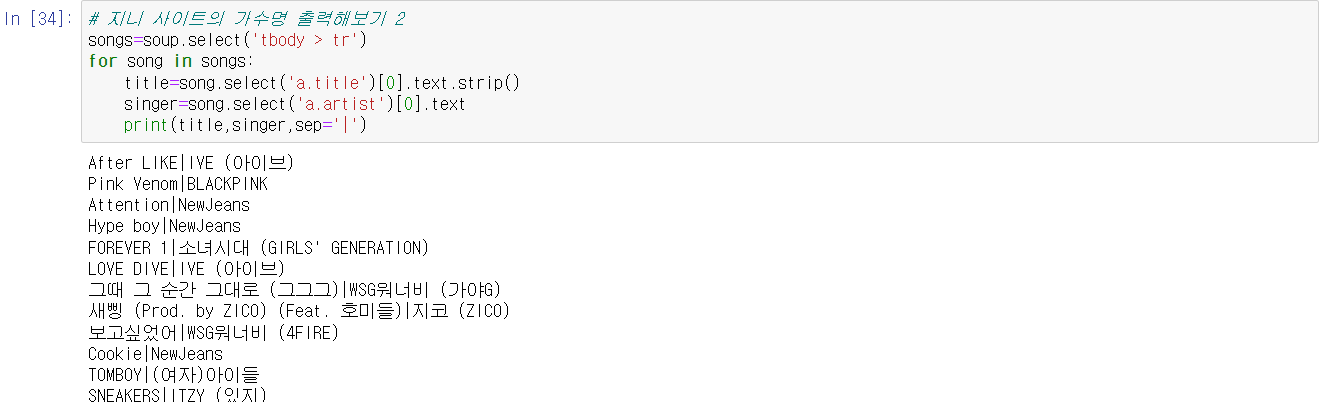 In [34]: # 지니 사이트의 가수명 출력해보기 2
songs=soup.select('tbody > tr')
for song in songs:
    title=song.select('a.title')[0].text.strip()
    singer=song.select('a.artist')[0].text
    print(title,singer,sep='|')
After LIKE|IVE (아이브)
Pink Venom|BLACKPINK
Attention|NewJeans
Hype boy|NewJeans
FOREVER 1|소녀시대 (GIRLS' GENERATION)
LOVE DIVE|IVE (아이브)
그때 그 순간 그대로 (그그그)|WSG워너비 (가야G)
새삥 (Prod. by ZICO) (Feat. 호미들)|지코 (ZICO)
보고싶었어|WSG워너비 (4FIRE)
Cookie|NewJeans
TOMBOY|(여자)아이들
SNEAKERS|ITZY (있지)